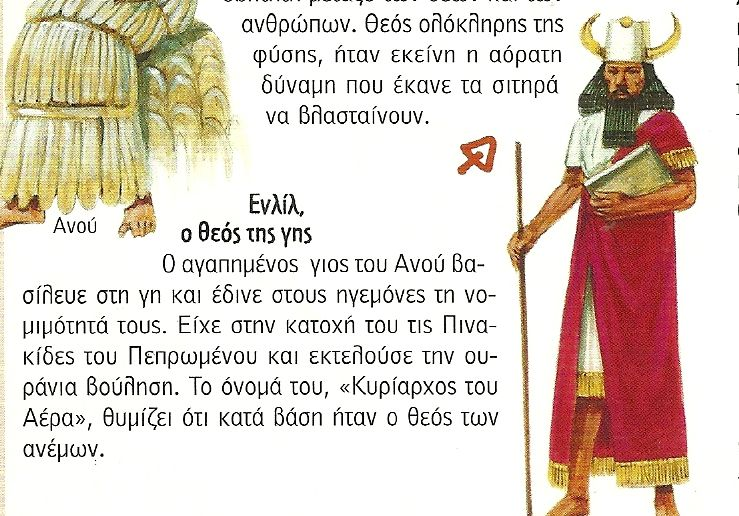 ανθρώπων. Θεός ολόκληρης της
φύσης, ήταν εκείνη η αόρατη
δύναμη που έκανε τα σιτηρά
να βλασταίνουν.
Ανού
Ενλίλ,
ο θεός της γης
Ο αγαπημένος γιος του Ανού βα-
σίλευε στη γη και έδινε στους ηγεμόνες τη νο-
μιμότητά τους. Είχε στην κατοχή του τις Πινα-
κίδες του Πεπρωμένου και εκτελούσε την ου-
ράνια βούληση. Το όνομά του, «Κυρίαρχος του
Αέρα», θυμίζει ότι κατά βάση ήταν ο θεός των
ανέμων.